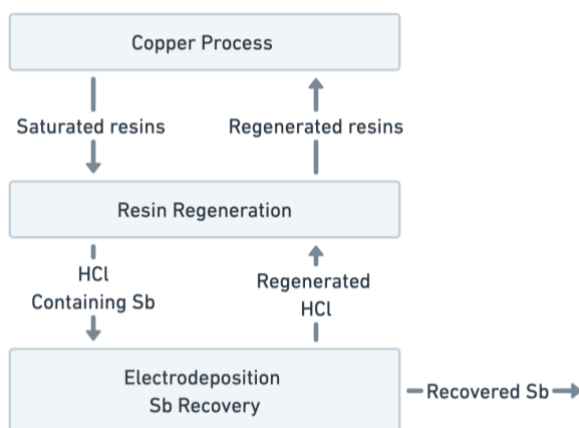 Copper Process
Saturated resins
Regenerated resins
Resin Regeneration
HCl
Containing Sb
Regenerated
HCl
Electrodeposition
Sb Recovery
Recovered Sb